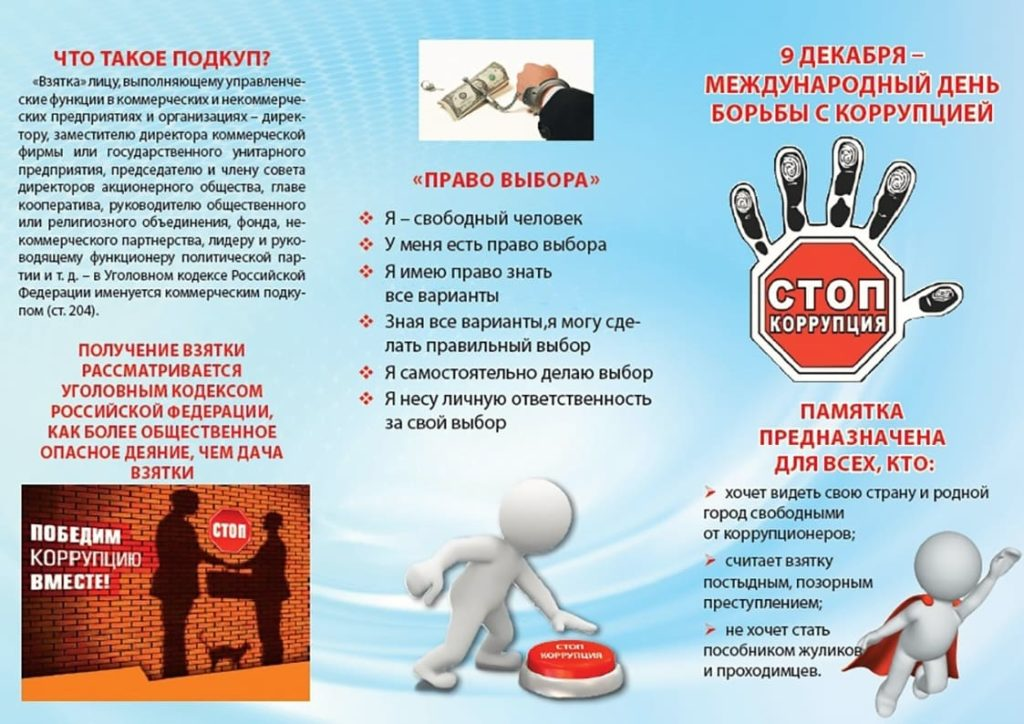 ЧТО ТАКОЕ ПОДКУП?
«Взятка» лицу, выполняющему управленче-
ские функции в коммерческих и некоммерче-
ских предприятиях и организациях – дирек-
тору, заместителю директора коммерческой
фирмы или государственного унитарного
предприятия, председателю и члену совета
директоров акционерного общества, главе
кооператива, руководителю общественного
или религиозного объединения, фонда, не-
коммерческого партнерства, лидеру и руко-
водящему функционеру политической пар-
тии и т. д. – в Уголовном кодексе Российской
Федерации именуется коммерческим подку-
пом (ст. 204).
ПОЛУЧЕНИЕ ВЗЯТКИ
РАССМАТРИВАЕТСЯ
УГОЛОВНЫМ КОДЕКСОМ
РОССИЙСКОЙ ФЕДЕРАЦИИ,
КАК БОЛЕЕ ОБЩЕСТВЕННОЕ
ОПАСНОЕ ДЕЯНИЕ, ЧЕМ ДАЧА
ВЗЯТКИ
ПОБЕДИМ
КОРРУПЦИЮ
ВМЕСТЕ!
СТОП
«ПРАВО ВЫБОРА»
Я – свободный человек
У меня есть право выбора
Я имею право знать
все варианты
Зная все варианты,я могу сде-
лать правильный выбор
Я самостоятельно делаю выбор
Я несу личную ответственность
за свой выбор
СТОП
КОРРУПЦИЯ
9 ДЕКАБРЯ –
МЕЖДУНАРОДНЫЙ ДЕНЬ
БОРЬБЫ С КОРРУПЦИЕЙ
СТОП
КОРРУПЦИЯ
ПАМЯТКА
ПРЕДНАЗНАЧЕНА
ДЛЯ ВСЕХ, КТО:
хочет видеть свою страну и родной
город свободными
от коррупционеров;
считает взятку
постыдным, позорным
преступлением;
не хочет стать
пособником жуликов
и проходимцев.